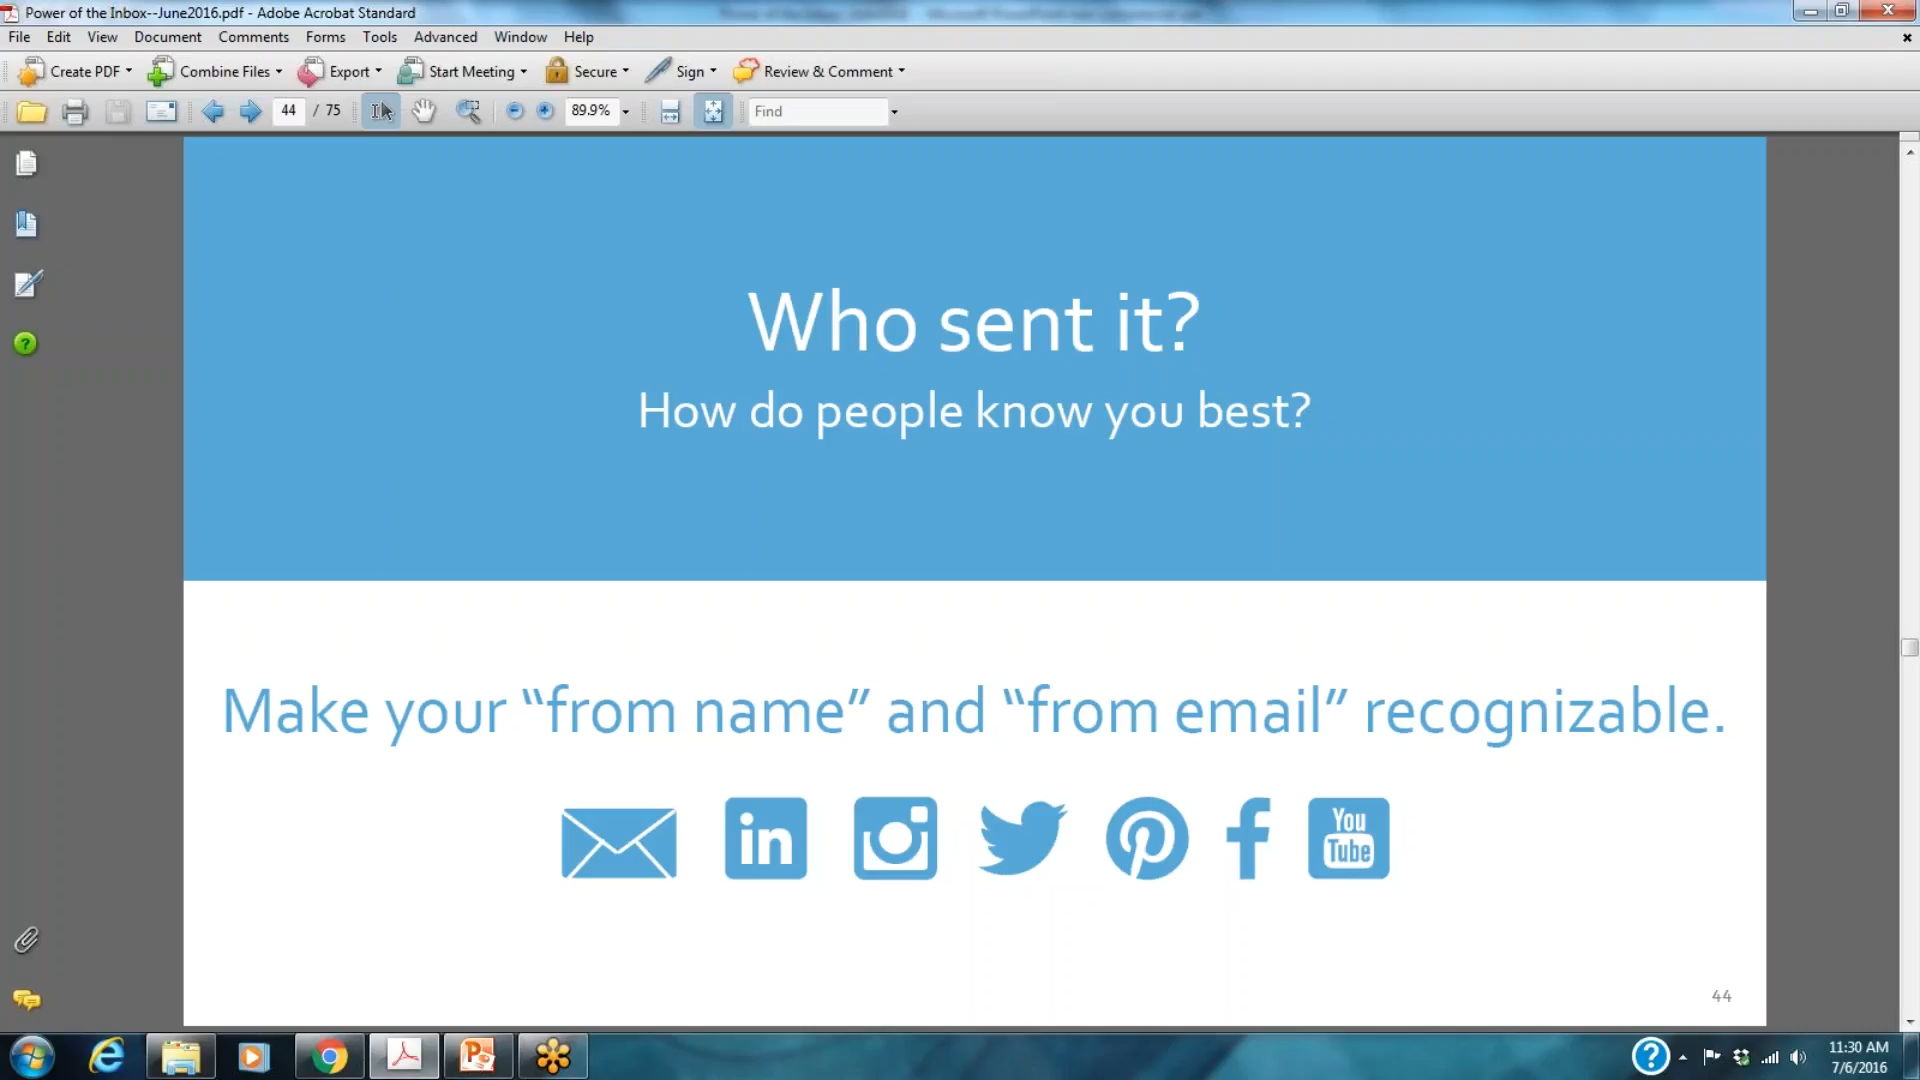 Power of the Inbox--June2016.pdf - Adobe Acrobat Standard
File Edit View Document Comments Forms Tools Advanced Window Help
Create PDF Combine Files Export Start Meeting Secure Sign Review & Comment
44 / 75 89.9% Find
Who sent it?
How do people know you best?
Make your “from name” and “from email” recognizable.
in
You
Tube
44
11:30 AM
7/6/2016